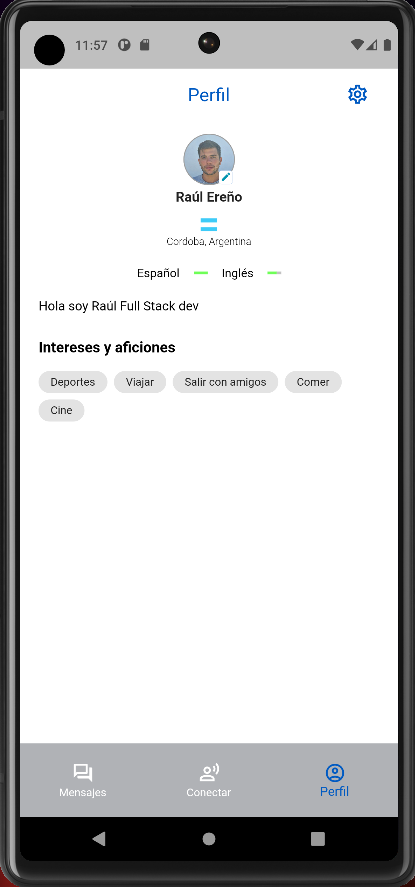 11:57
Perfil
Raúl Ereño
Cordoba, Argentina
Español Inglés
Hola soy Raúl Full Stack dev
Intereses y aficiones
Deportes Viajar Salir con amigos Comer
Cine
Mensajes Conectar Perfil